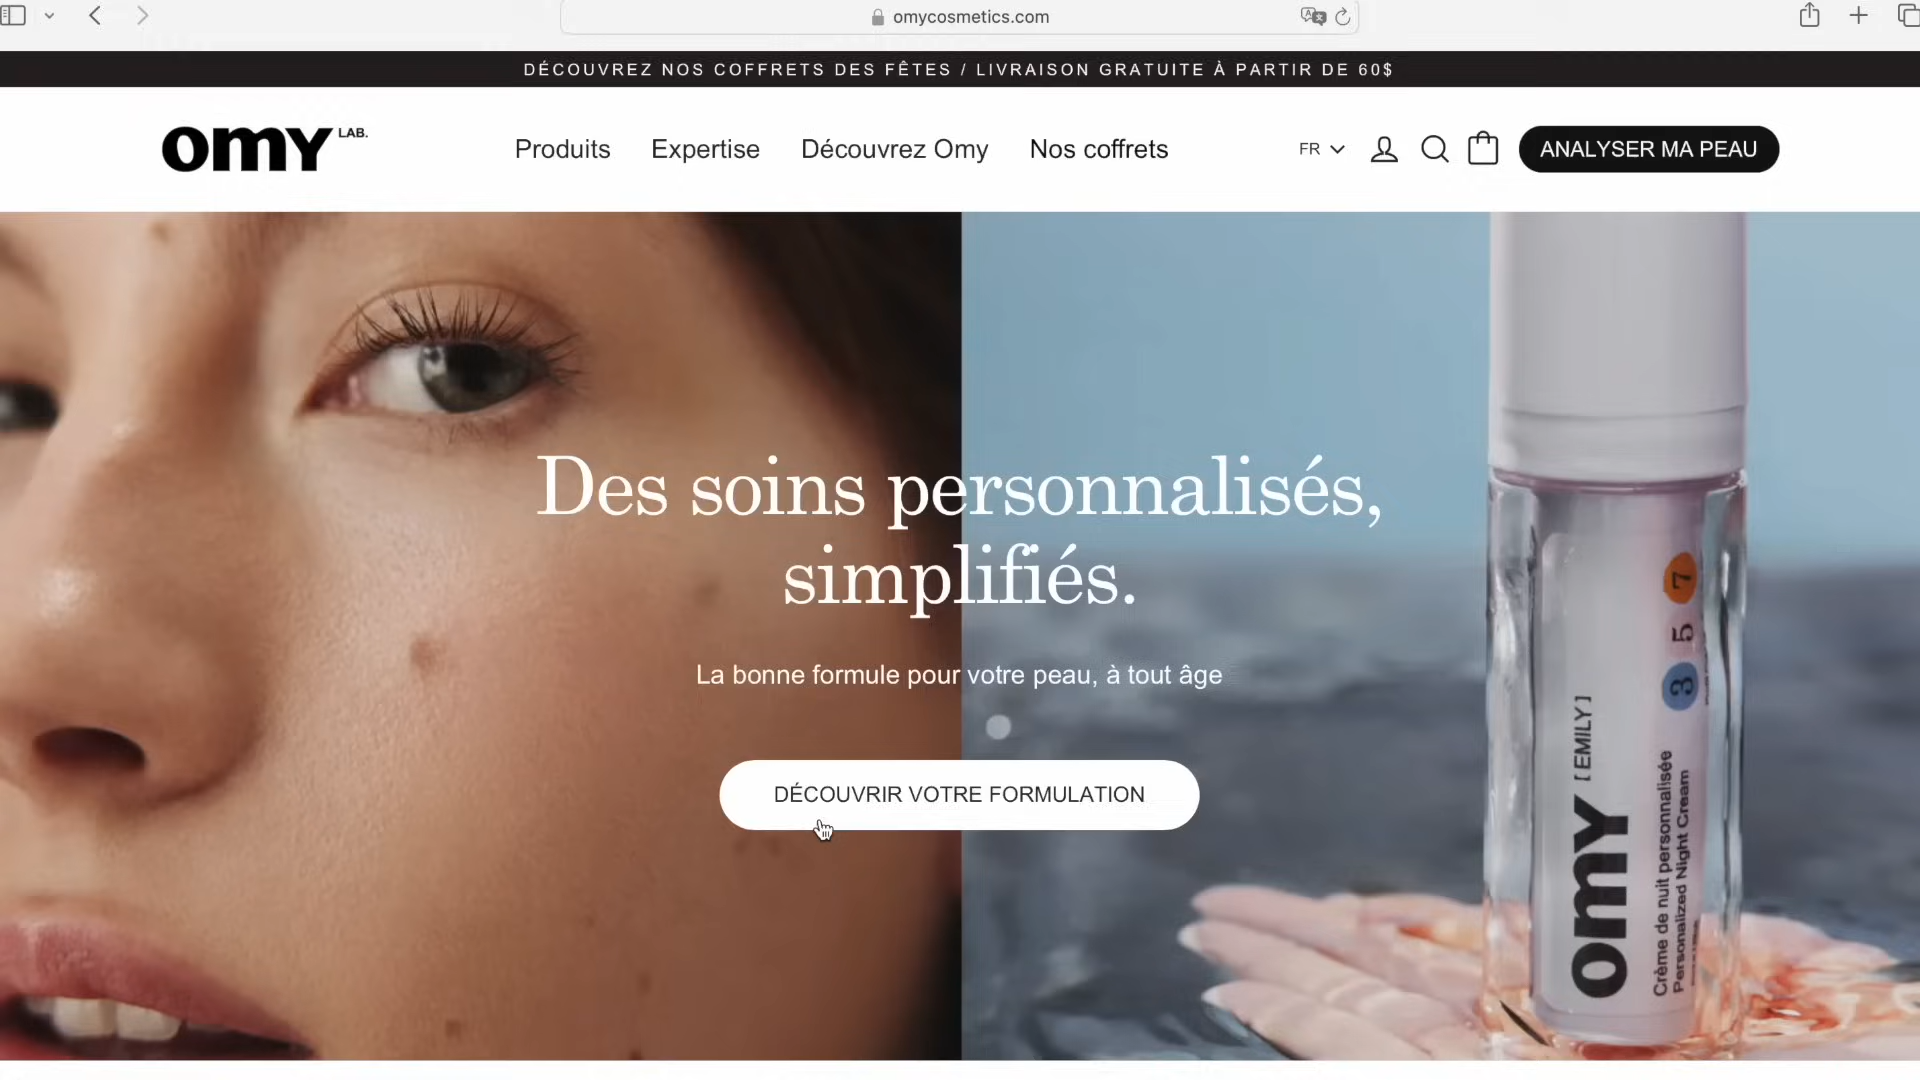 omycosmetics.com
DÉCOUVREZ NOS COFFRETS DES FÊTES / LIVRAISON GRATUITE À PARTIR DE 60$
omy LAB.
Produits
Expertise
Découvrez Omy
Nos coffrets
FR
ANALYSER MA PEAU
Des soins personnalisés,
simplifiés.
La bonne formule pour votre peau, à tout âge
DÉCOUVRIR VOTRE FORMULATION
omy [EMILY]
3 5 7
Crème de nuit personnalisée
Personalized Night Cream